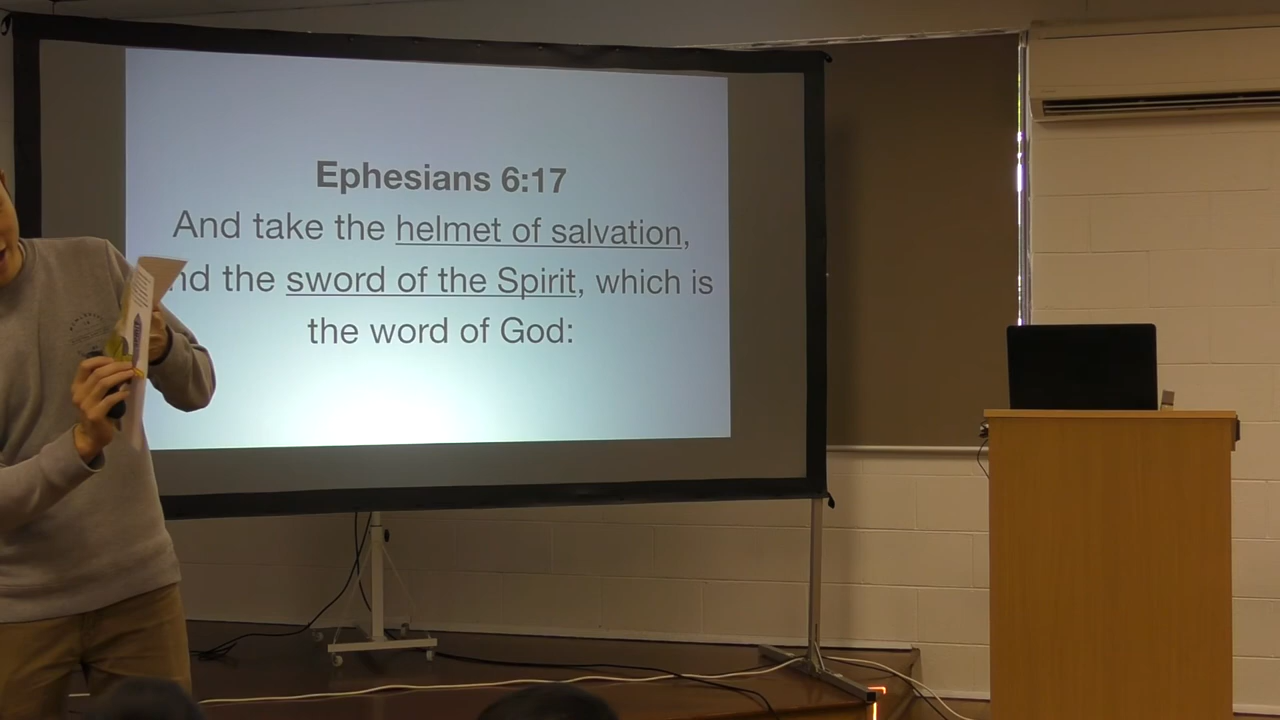 Ephesians 6:17
And take the helmet of salvation,
the sword of the Spirit, which is
the word of God: